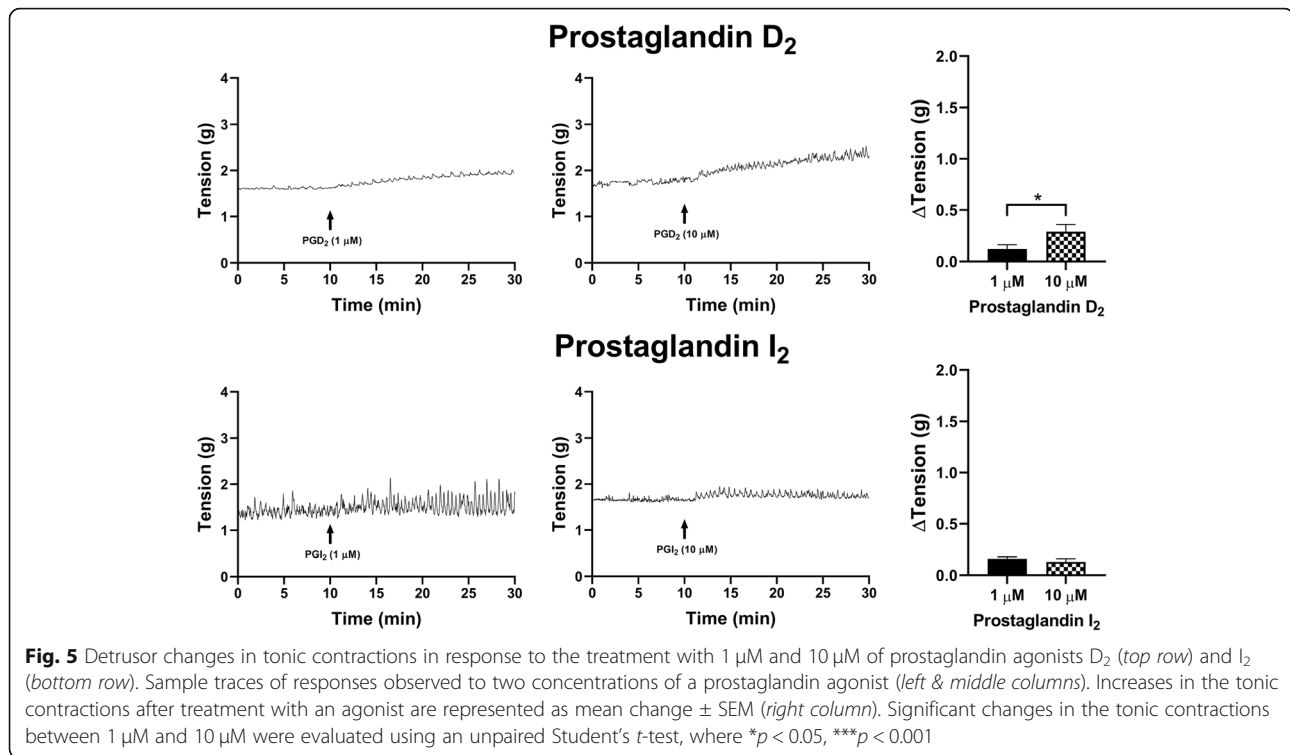 Prostaglandin D₂
4
3
2
1
0
Tension (g)
0 5 10 15 20 25 30
Time (min)
PGD₂ (1 μM)
4
3
2
1
0
Tension (g)
0 5 10 15 20 25 30
Time (min)
PGD₂ (10 μM)
2.0
1.5
1.0
0.5
0.0
ΔTension (g)
*
1 μM 10 μM
Prostaglandin D₂
Prostaglandin I₂
4
3
2
1
0
Tension (g)
0 5 10 15 20 25 30
Time (min)
PGI₂ (1 μM)
4
3
2
1
0
Tension (g)
0 5 10 15 20 25 30
Time (min)
PGI₂ (10 μM)
2.0
1.5
1.0
0.5
0.0
ΔTension (g)
1 μM 10 μM
Prostaglandin I₂
Fig. 5 Detrusor changes in tonic contractions in response to the treatment with 1 μM and 10 μM of prostaglandin agonists D₂ (top row) and I₂
(bottom row). Sample traces of responses observed to two concentrations of a prostaglandin agonist (left & middle columns). Increases in the tonic
contractions after treatment with an agonist are represented as mean change ± SEM (right column). Significant changes in the tonic contractions
between 1 μM and 10 μM were evaluated using an unpaired Student's t-test, where *p < 0.05, ***p < 0.001